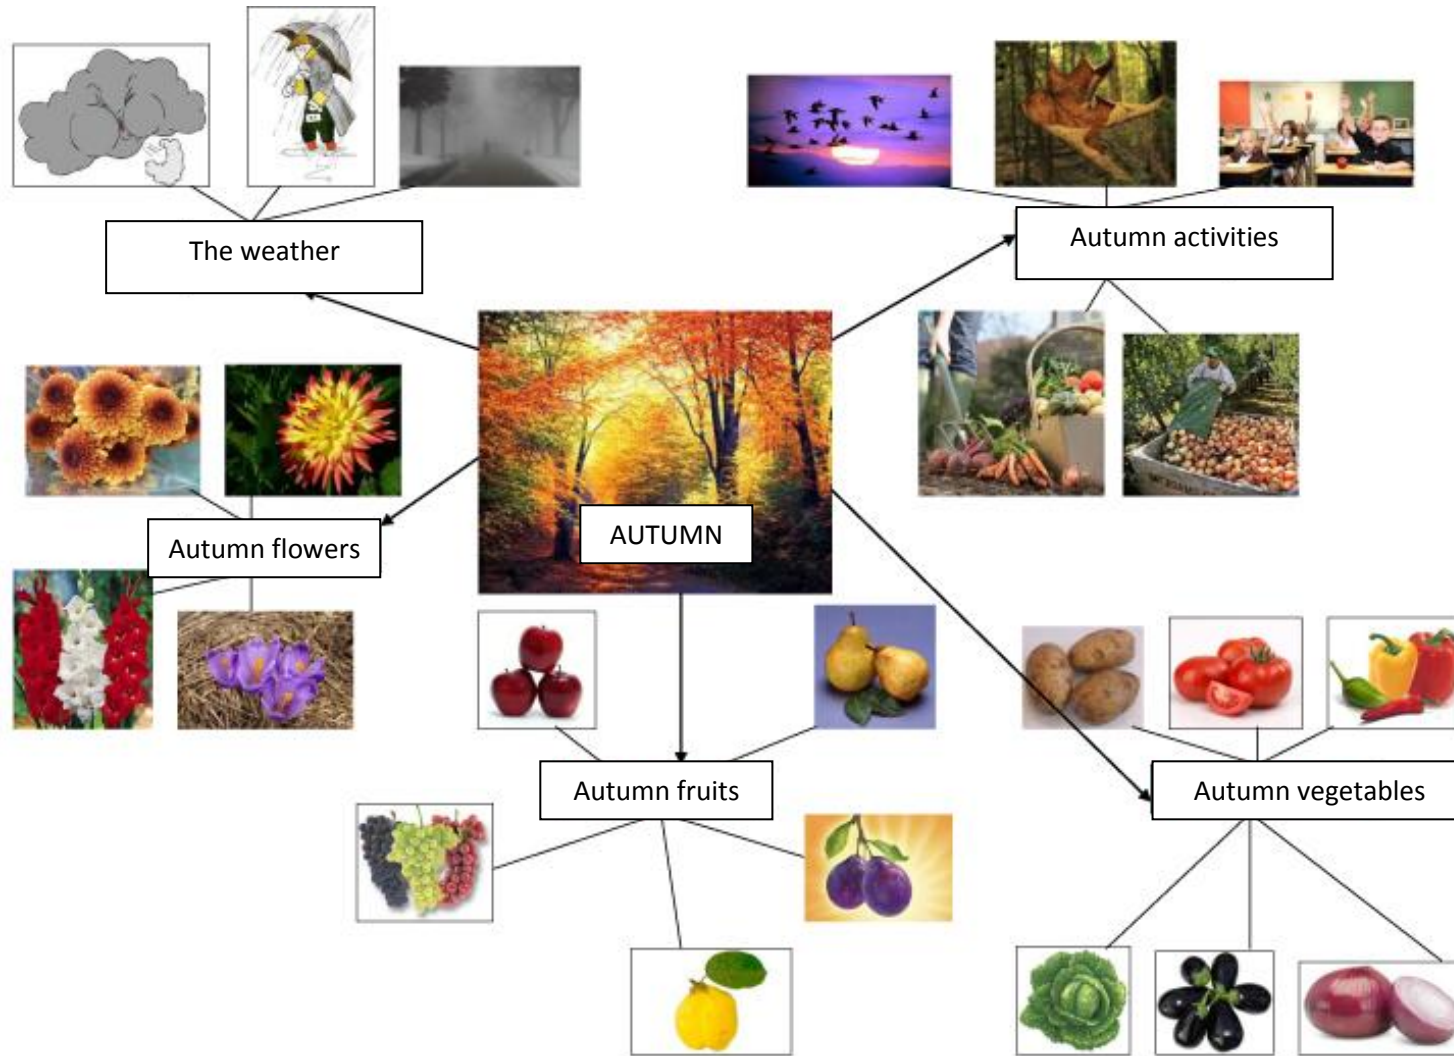 The weather
Autumn activities
AUTUMN
Autumn flowers
Autumn fruits
Autumn vegetables